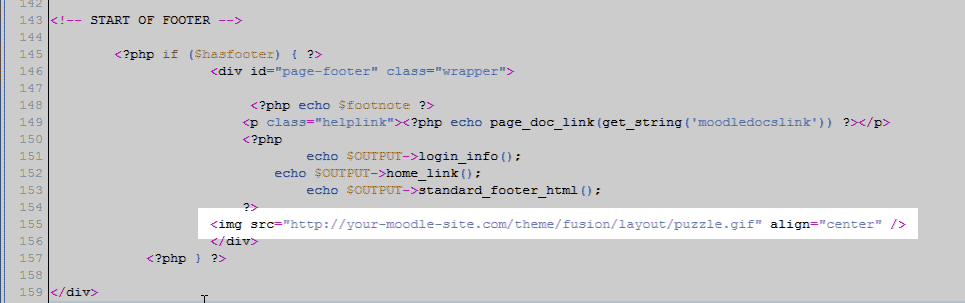 142
143 <!-- START OF FOOTER -->
144
145 <?php if ($hasfooter) { ?>
146 <div id="page-footer" class="wrapper">
147
148 <?php echo $footnote ?>
149 <p class="helplink"><?php echo page_doc_link(get_string('moodledocslink')) ?></p>
150 <?php
151 echo $OUTPUT->login_info();
152 echo $OUTPUT->home_link();
153 echo $OUTPUT->standard_footer_html();
154 ?>
155 <img src="http://your-moodle-site.com/theme/fusion/layout/puzzle.gif" align="center" />
156 </div>
157 <?php } ?>
158
159 </div>